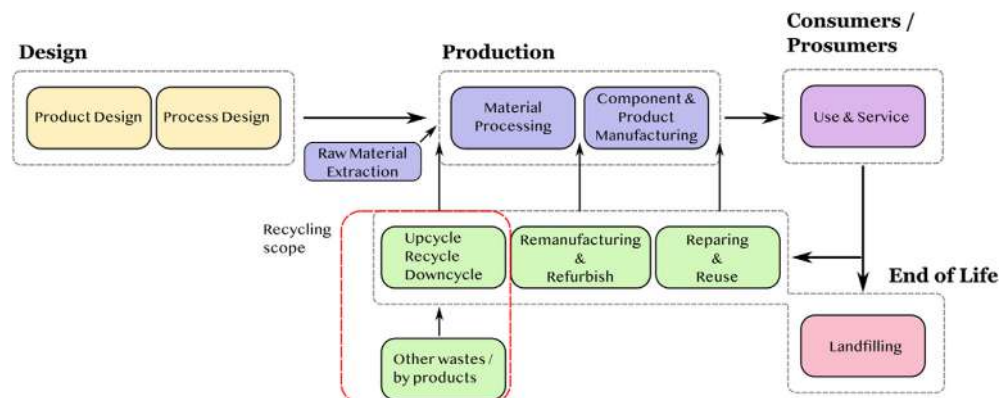 Design
Production
Consumers /
Prosumers
Product Design
Process Design
Material
Processing
Component &
Product
Manufacturing
Use & Service
Raw Material
Extraction
Recycling
scope
Upcycle
Recycle
Downcycle
Remanufacturing
&
Refurbish
Reparing
&
Reuse
End of Life
Landfilling
Other wastes /
by products